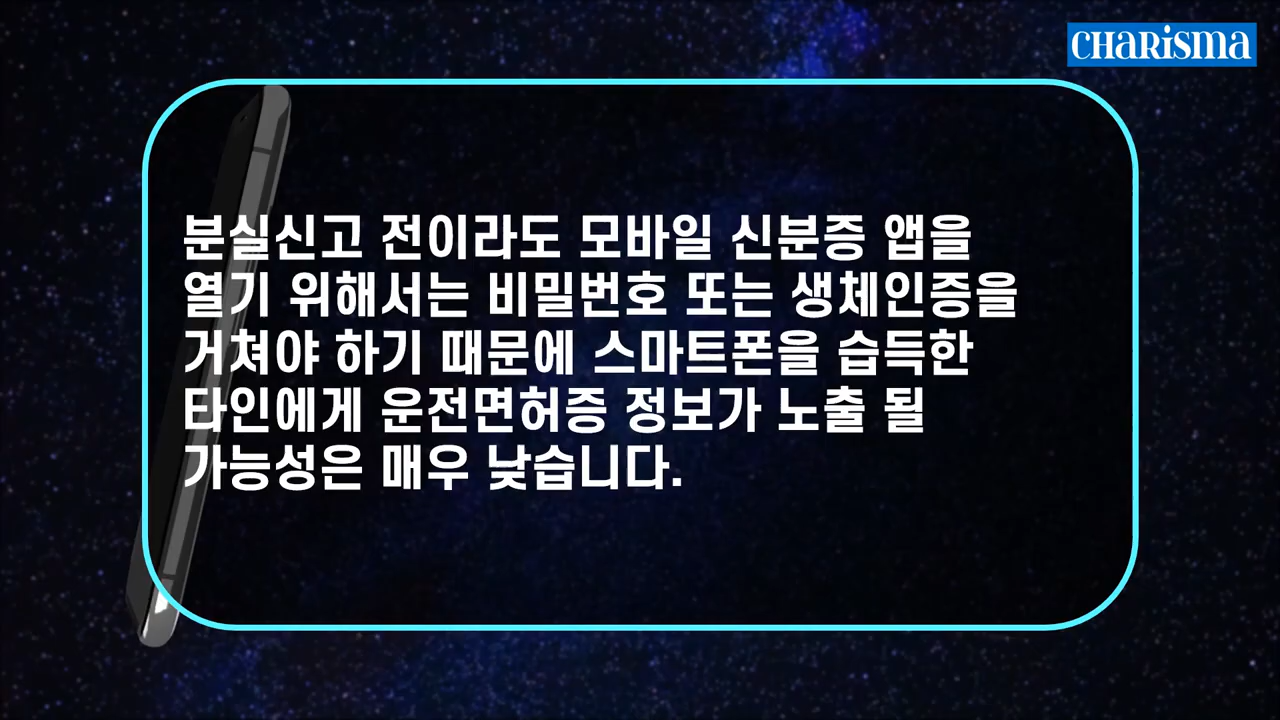 CHARISMA
분실신고 전이라도 모바일 신분증 앱을
열기 위해서는 비밀번호 또는 생체인증을
거쳐야 하기 때문에 스마트폰을 습득한
타인에게 운전면허증 정보가 노출 될
가능성은 매우 낮습니다.